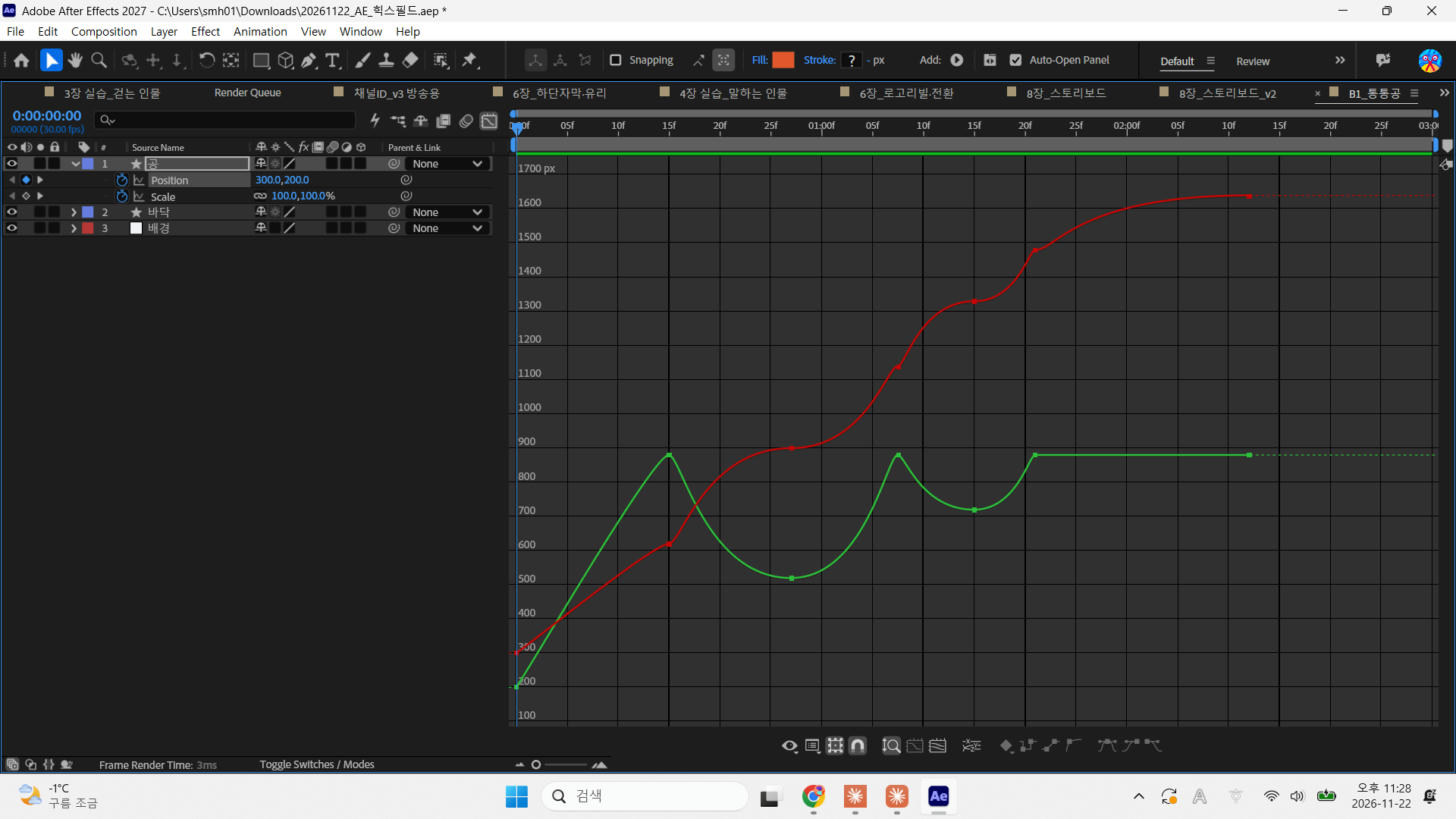 Adobe After Effects 2027 - C:\Users\smh01\Downloads\20261122_AE_힉스필드.aep *
File Edit Composition Layer Effect Animation View Window Help
Snapping Fill: Stroke: ? - px Add: Auto-Open Panel Default Review
3장 실습_걷는 인물 Render Queue 채널ID_v3 방송용 6장_하단자막·유리 4장 실습_말하는 인물 6장_로고리빌·전환 8장_스토리보드 8장_스토리보드_v2 B1_통통공
0:00:00:00
00000 (30.00 fps)
05f 10f 15f 20f 25f 01:00f 05f 10f 15f 20f 25f 02:00f 05f 10f 15f 20f 25f
# Source Name Parent & Link
1 공 None
Position 300.0,200.0
Scale 100.0,100.0%
2 바닥 None
3 배경 None
1700 px
1600
1500
1400
1300
1200
1100
1000
900
800
700
600
500
400
300
200
100
Frame Render Time: 3ms Toggle Switches / Modes
-1°C
구름 조금
검색
Ae
오후 11:28
2026-11-22